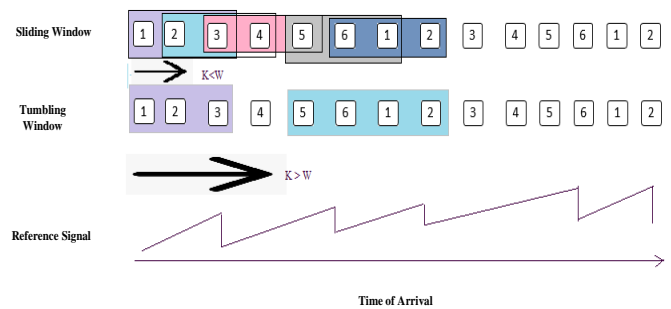 Sliding Window 1 2 3 4 5 6 1 2 3 4 5 6 1 2
K<W
Tumbling 1 2 3 4 5 6 1 2 3 4 5 6 1 2
Window
K > W
Reference Signal
Time of Arrival